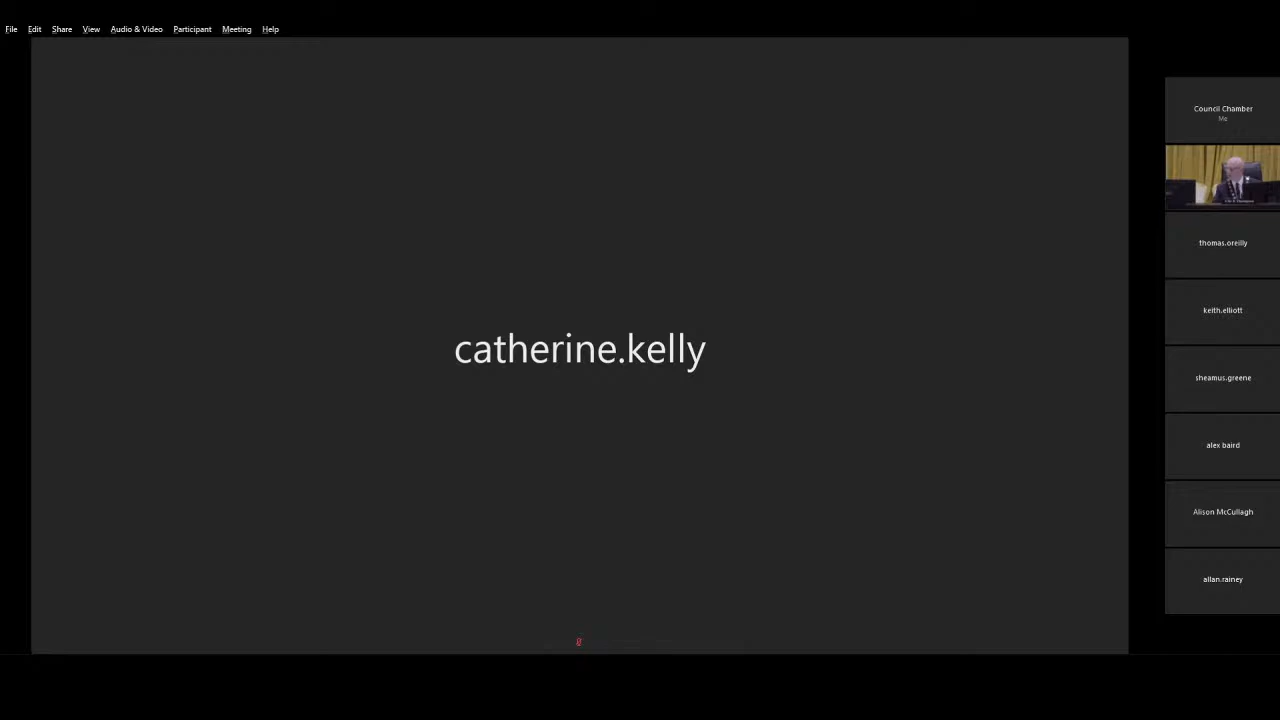 File Edit Share View Audio & Video Participant Meeting Help
Council Chamber
Me
thomas.oreilly
keith.elliott
sheamus.greene
catherine.kelly
alex baird
Alison McCullagh
allan.rainey